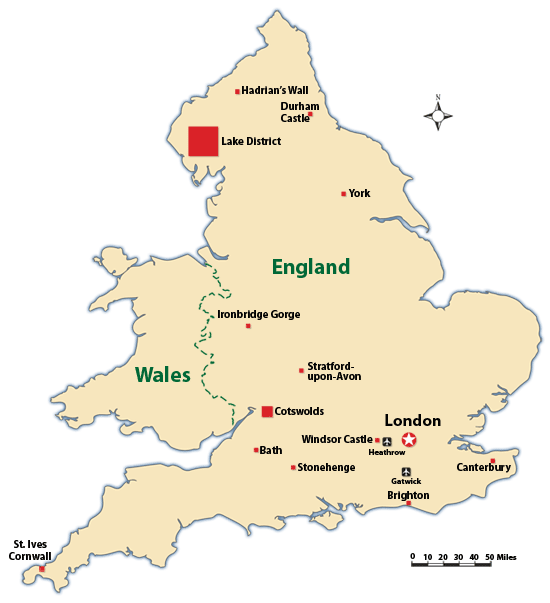 N
Hadrian's Wall
Durham
Castle
Lake District
York
England
Ironbridge Gorge
Wales
Stratford-
upon-Avon
Cotswolds
London
Windsor Castle
Heathrow
Bath
Stonehenge
Canterbury
Gatwick
Brighton
St. Ives
Cornwall
0 10 20 30 40 50 Miles